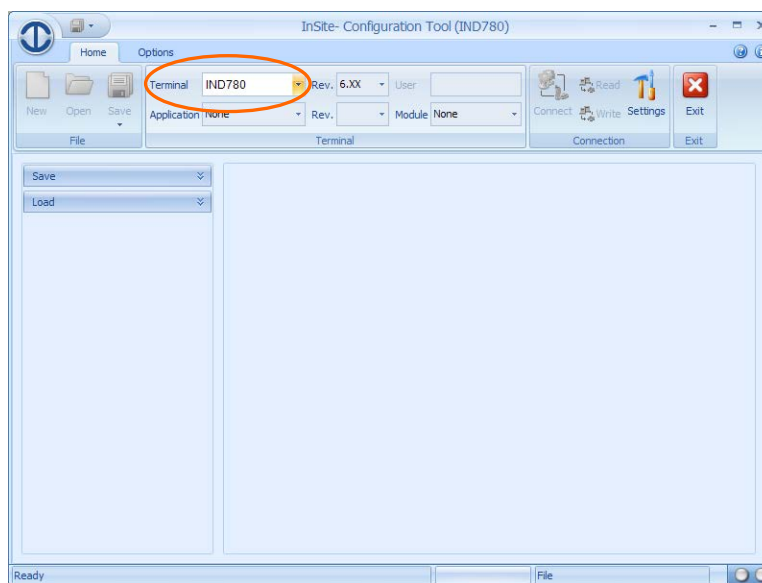 InSite- Configuration Tool (IND780)
Home Options
Terminal IND780 Rev. 6.XX User
New Open Save Connect Read Write Settings Exit
Application None Rev. Module None
File Terminal Connection Exit
Save
Load
Ready File